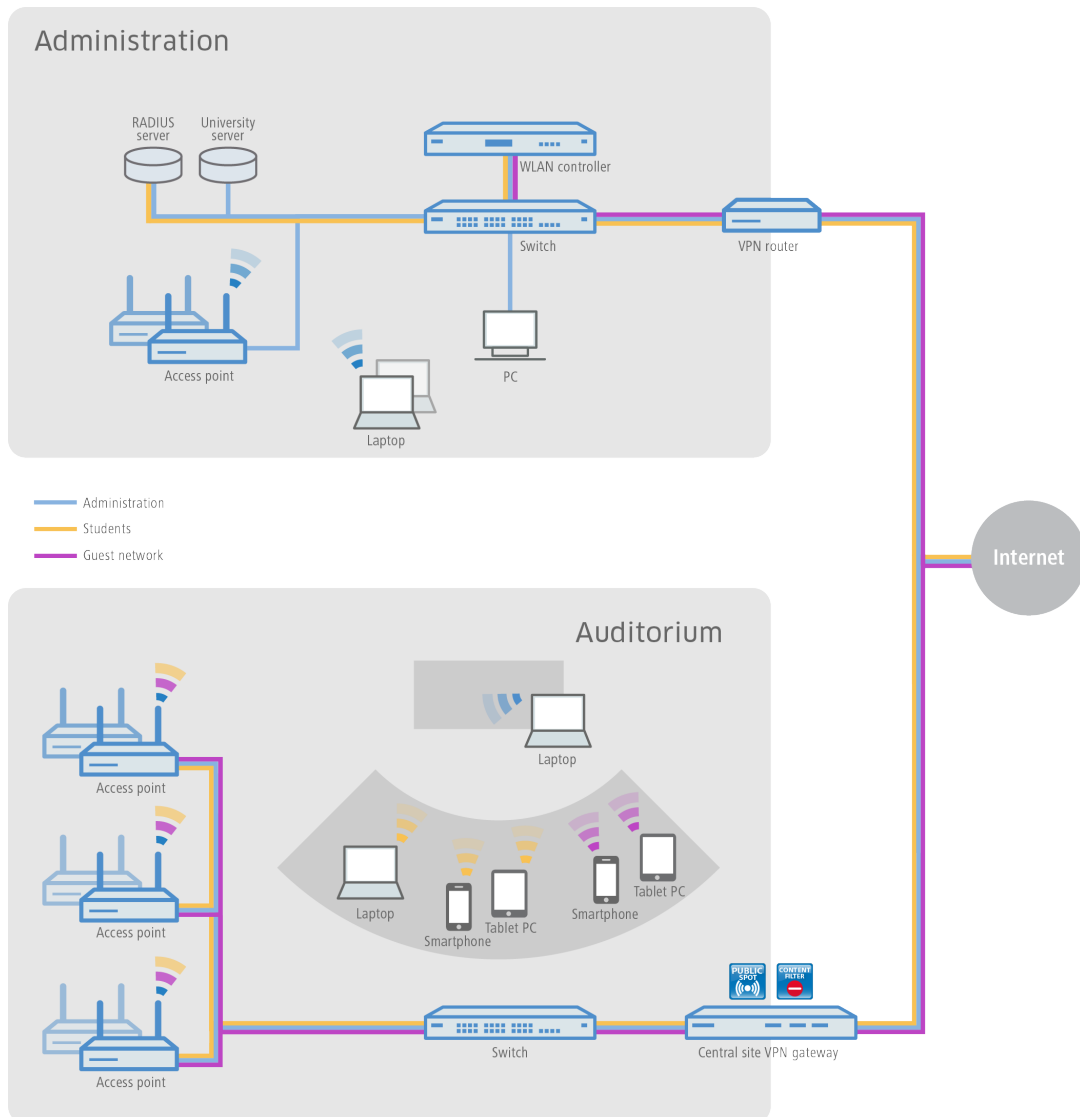 Administration
RADIUS
server
University
server
WLAN controller
Switch
VPN router
Access point
PC
Laptop
Administration
Students
Guest network
Internet
Auditorium
Laptop
Access point
Access point
Access point
Laptop
Smartphone
Tablet PC
Smartphone
Tablet PC
PUBLIC
SPOT
CONTENT
FILTER
Switch
Central site VPN gateway